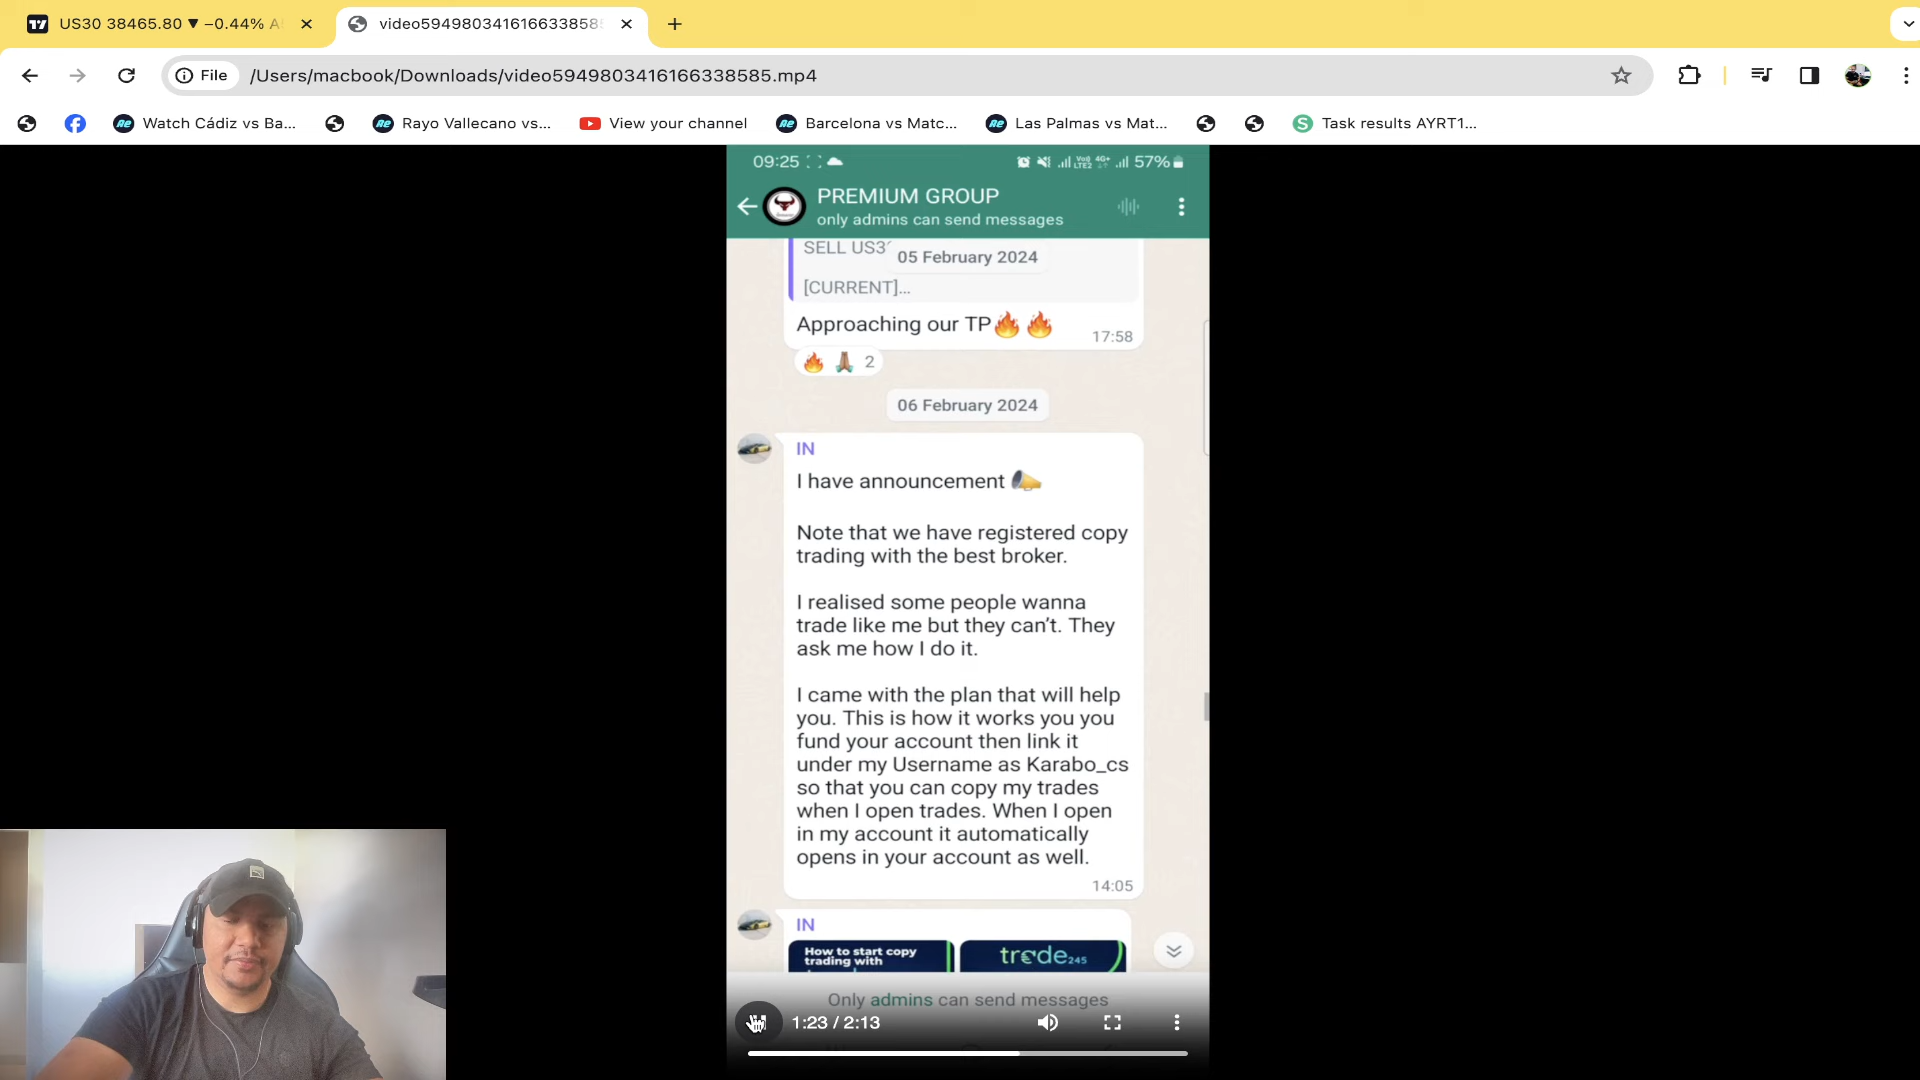 US30 38465.80 ▼ −0.44%
video5949803416166338585
File
/Users/macbook/Downloads/video5949803416166338585.mp4
Watch Cádiz vs Ba...
Rayo Vallecano vs...
View your channel
Barcelona vs Matc...
Las Palmas vs Mat...
Task results AYRT1...
09:25
57%
PREMIUM GROUP
only admins can send messages
SELL US3
05 February 2024
[CURRENT]...
Approaching our TP🔥🔥
17:58
🔥🙏🏽 2
06 February 2024
IN
I have announcement 📣
Note that we have registered copy
trading with the best broker.
I realised some people wanna
trade like me but they can't. They
ask me how I do it.
I came with the plan that will help
you. This is how it works you you
fund your account then link it
under my Username as Karabo_cs
so that you can copy my trades
when I open trades. When I open
in my account it automatically
opens in your account as well.
14:05
IN
How to start copy
trading with
trade245
Only admins can send messages
1:23 / 2:13